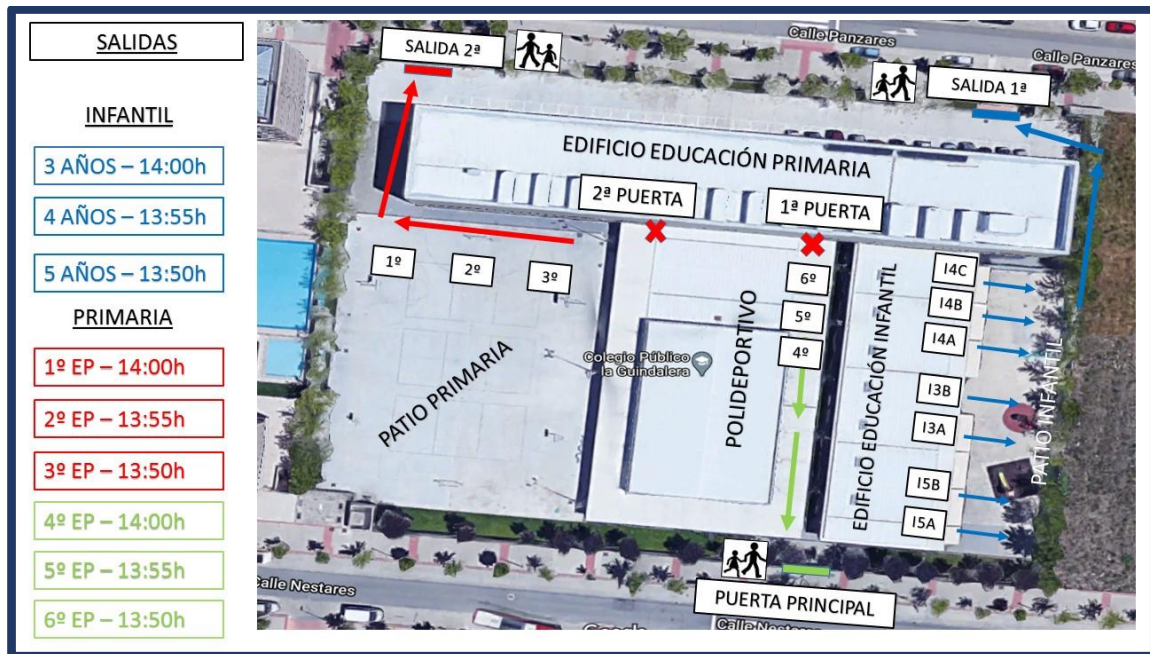 SALIDAS
INFANTIL
3 AÑOS – 14:00h
4 AÑOS – 13:55h
5 AÑOS – 13:50h
PRIMARIA
1º EP – 14:00h
2º EP – 13:55h
3º EP – 13:50h
4º EP – 14:00h
5º EP – 13:55h
6º EP – 13:50h
Calle Panzares
Calle Panzares
SALIDA 2ª
SALIDA 1ª
EDIFICIO EDUCACIÓN PRIMARIA
2ª PUERTA
1ª PUERTA
1º
2º
3º
6º
5º
4º
PATIO PRIMARIA
Colegio Público
la Guindalera
POLIDEPORTIVO
EDIFICIO EDUCACIÓN INFANTIL
I4C
I4B
I4A
I3B
I3A
I5B
I5A
PATIO INFANTIL
Calle Nestares
PUERTA PRINCIPAL
Calle Nestares
Google